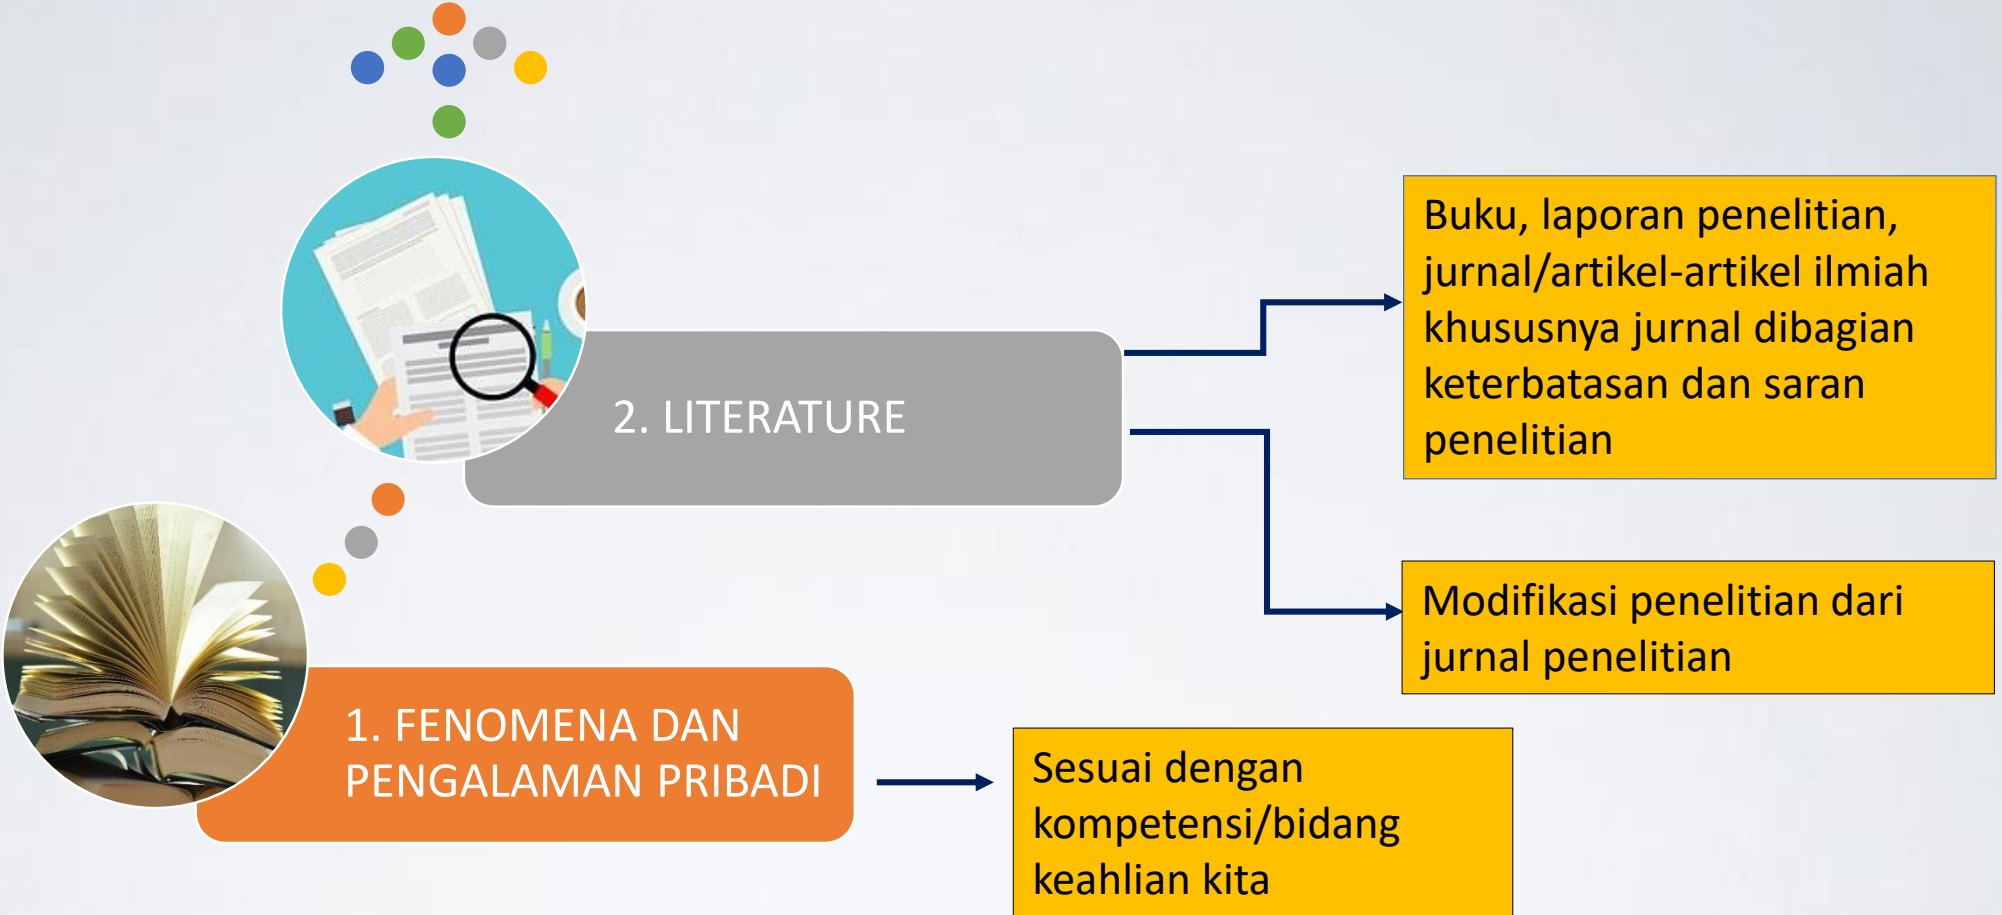 Buku, laporan penelitian,
jurnal/artikel-artikel ilmiah
khususnya jurnal dibagian
keterbatasan dan saran
penelitian
2. LITERATURE
Modifikasi penelitian dari
jurnal penelitian
1. FENOMENA DAN
PENGALAMAN PRIBADI
Sesuai dengan
kompetensi/bidang
keahlian kita